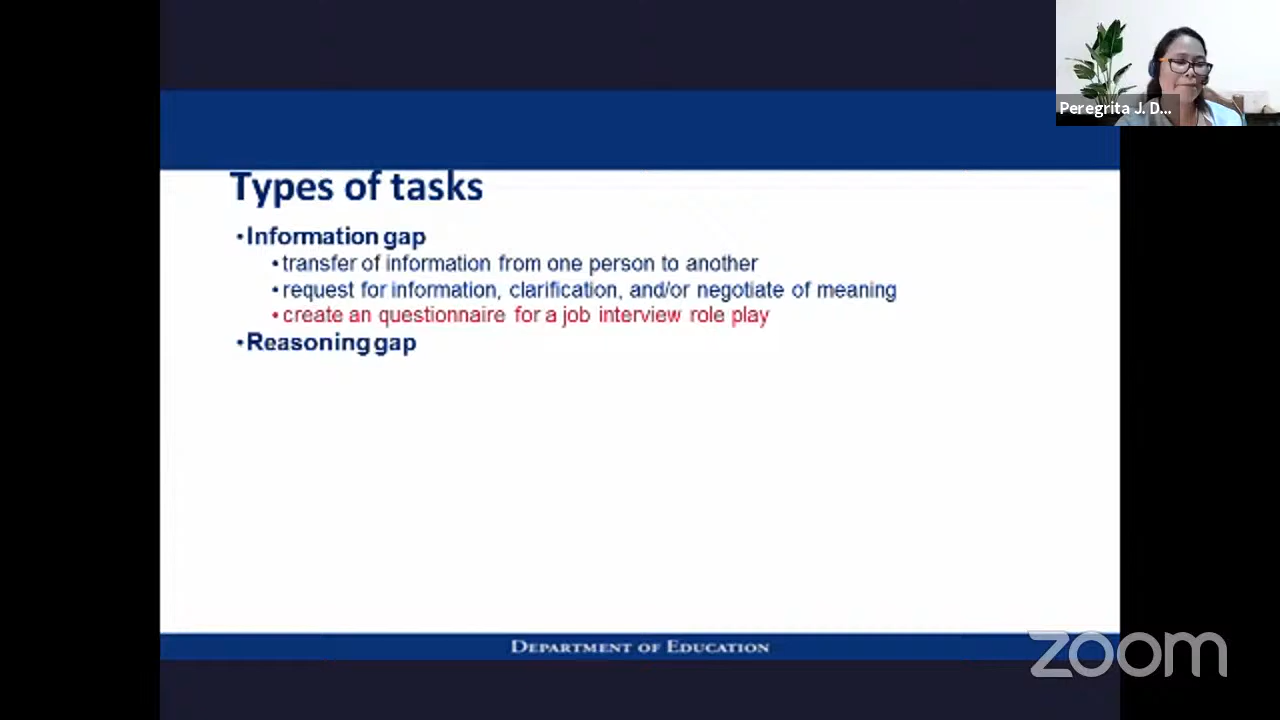 Peregrita J. D...
Types of tasks
•Information gap
•transfer of information from one person to another
•request for information, clarification, and/or negotiate of meaning
•create an questionnaire for a job interview role play
•Reasoning gap
DEPARTMENT OF EDUCATION
zoom